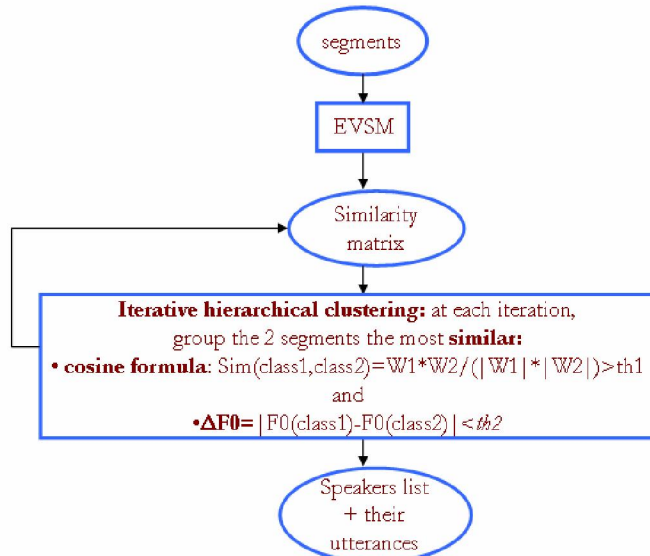 segments
EVSM
Similarity
matrix
Iterative hierarchical clustering: at each iteration,
group the 2 segments the most similar:
• cosine formula: Sim(class1,class2)=W1*W2/(|W1|*|W2|)>th1
and
•ΔF0=|F0(class1)-F0(class2)|<th2
Speakers list
+ their
utterances